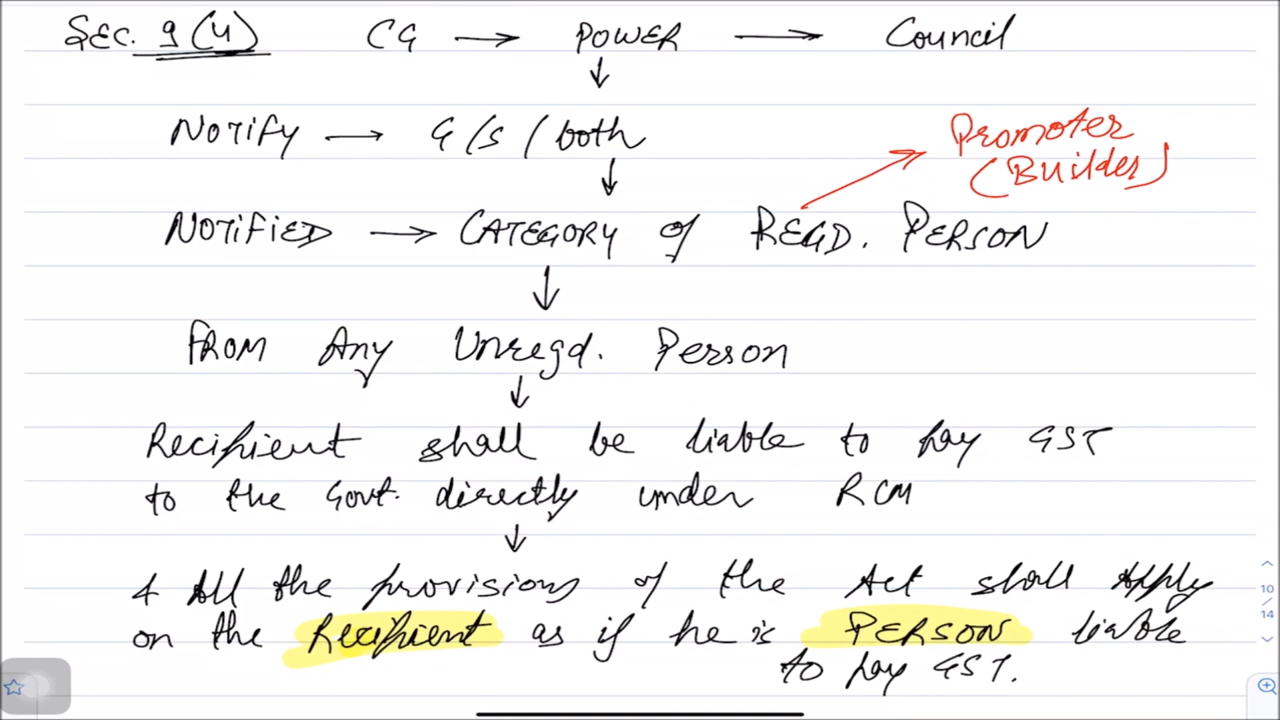 SEC. 9(4) CG → POWER → Council
↓
NOTIFY → G/S/both
Promoter
(Builder)
↓
NOTIFIED → CATEGORY of REGD. PERSON
↓
FROM Any Unregd. Person
↓
Recipient shall be liable to pay GST
to the Govt. directly under RCM
↓
& All the provisions of the Act shall Apply
on the Recipient as if he is PERSON liable
to pay GST.
10
/
14